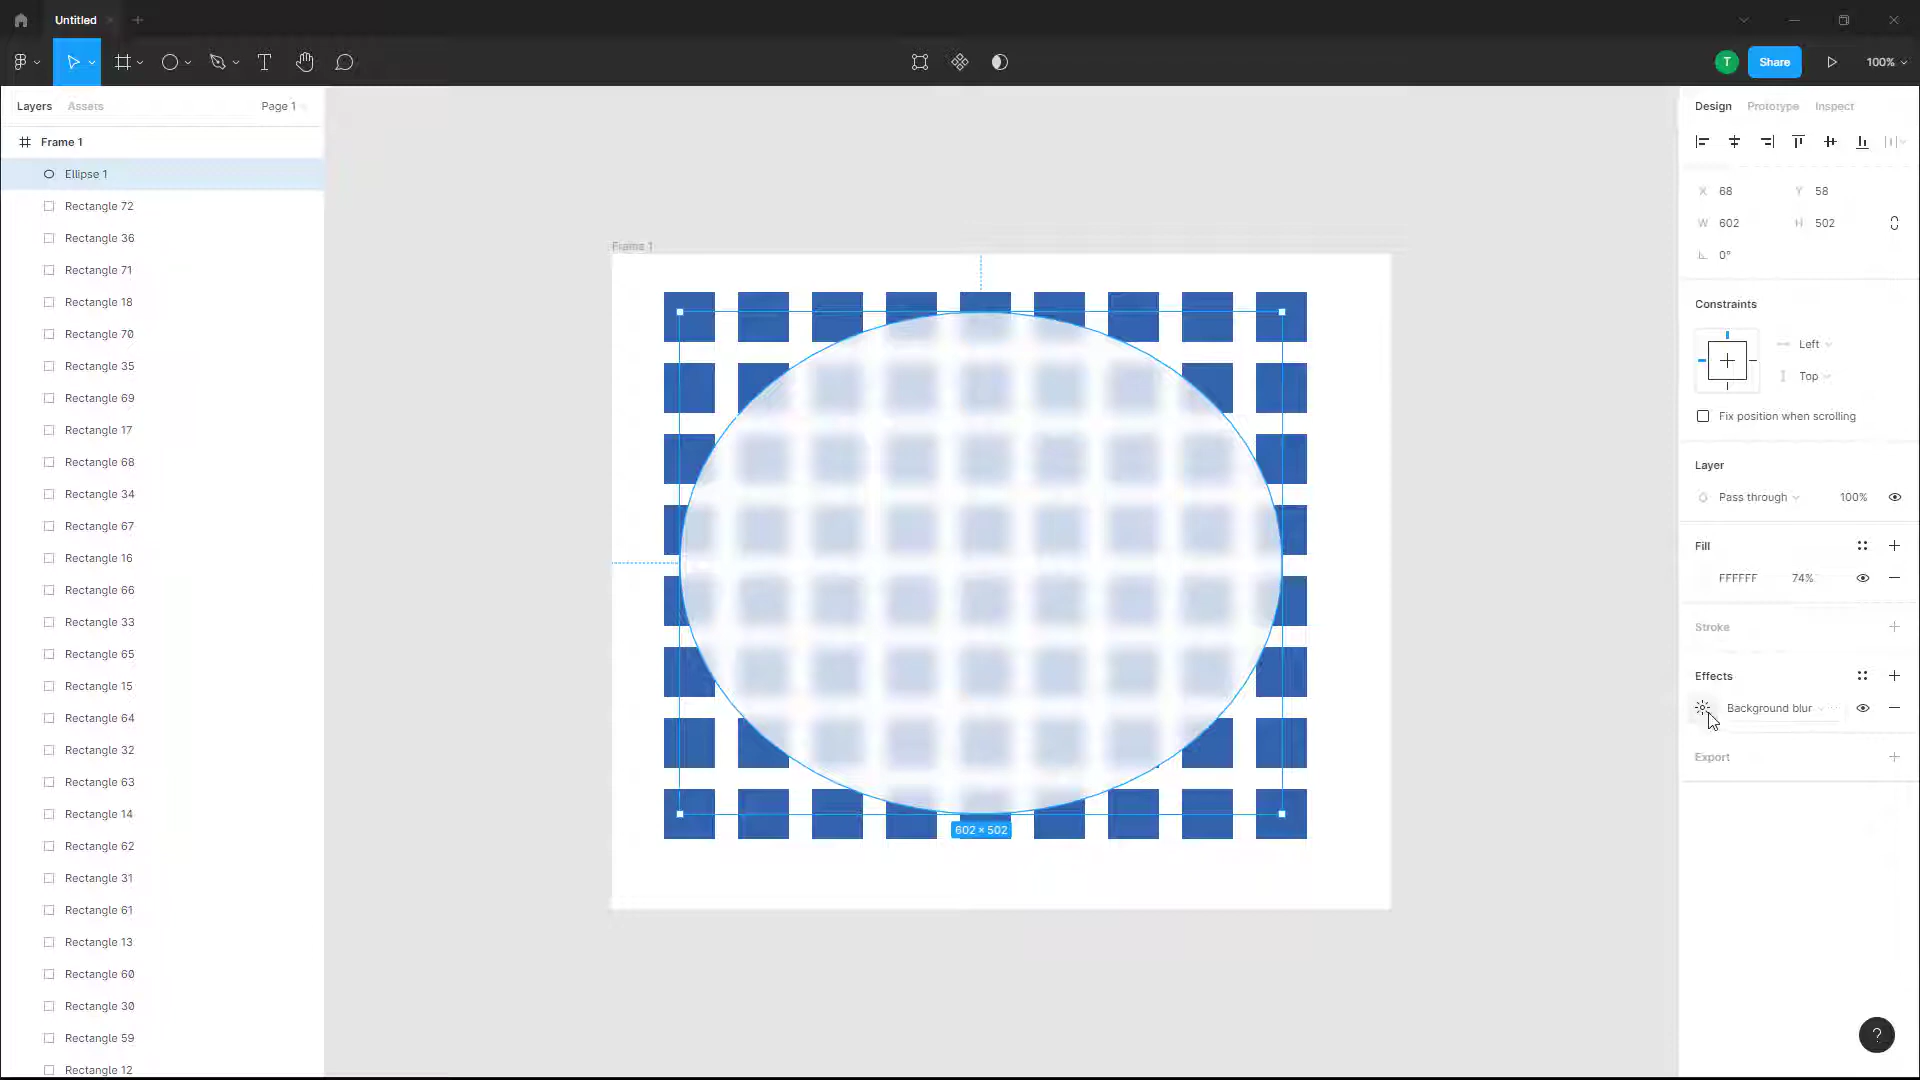 Untitled
T
Share
100%
Layers
Assets
Page 1
Design
Prototype
Inspect
Frame 1
Ellipse 1
Rectangle 72
Rectangle 36
Rectangle 71
Rectangle 18
Rectangle 70
Rectangle 35
Rectangle 69
Rectangle 17
Rectangle 68
Rectangle 34
Rectangle 67
Rectangle 16
Rectangle 66
Rectangle 33
Rectangle 65
Rectangle 15
Rectangle 64
Rectangle 32
Rectangle 63
Rectangle 14
Rectangle 62
Rectangle 31
Rectangle 61
Rectangle 13
Rectangle 60
Rectangle 30
Rectangle 59
Rectangle 12
Frame 1
602 × 502
X 68 Y 58
W 602 H 502
0°
Constraints
Left
Top
Fix position when scrolling
Layer
Pass through 100%
Fill
FFFFFF 74%
Stroke
Effects
Background blur
Export
?